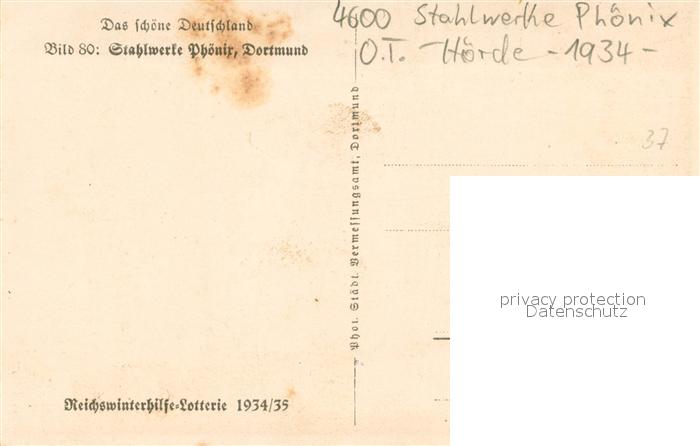 Das schöne Deutschland
Bild 80: Stahlwerke Phönix, Dortmund
4600 Stahlwerke Phönix
O.T. Hörde - 1934 -
37
Phot. Städt. Vermessungsamt, Dortmund
privacy protection
Datenschutz
Reichswinterhilfe=Lotterie 1934/35